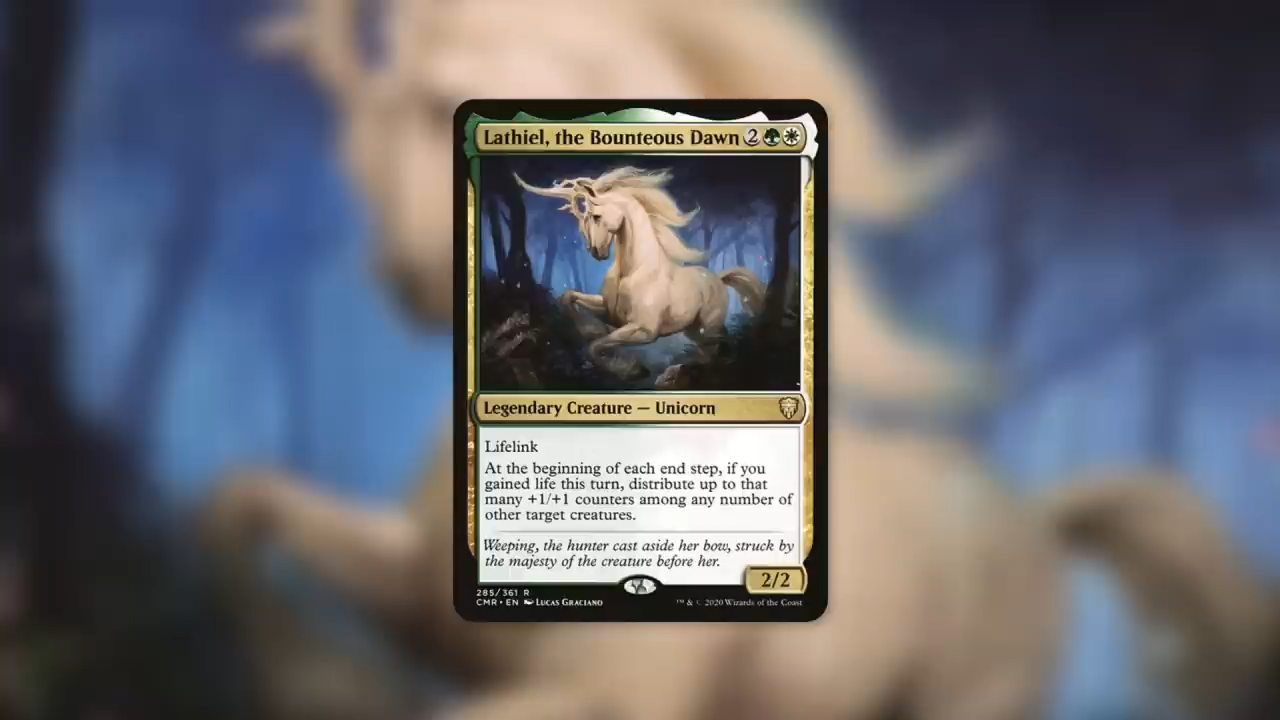 Lathiel, the Bounteous Dawn 2
Legendary Creature — Unicorn
Lifelink
At the beginning of each end step, if you
gained life this turn, distribute up to that
many +1/+1 counters among any number of
other target creatures.
Weeping, the hunter cast aside her bow, struck by
the majesty of the creature before her.
2/2
285/361 R
CMR • EN Lucas Graciano
™ & © 2020 Wizards of the Coast